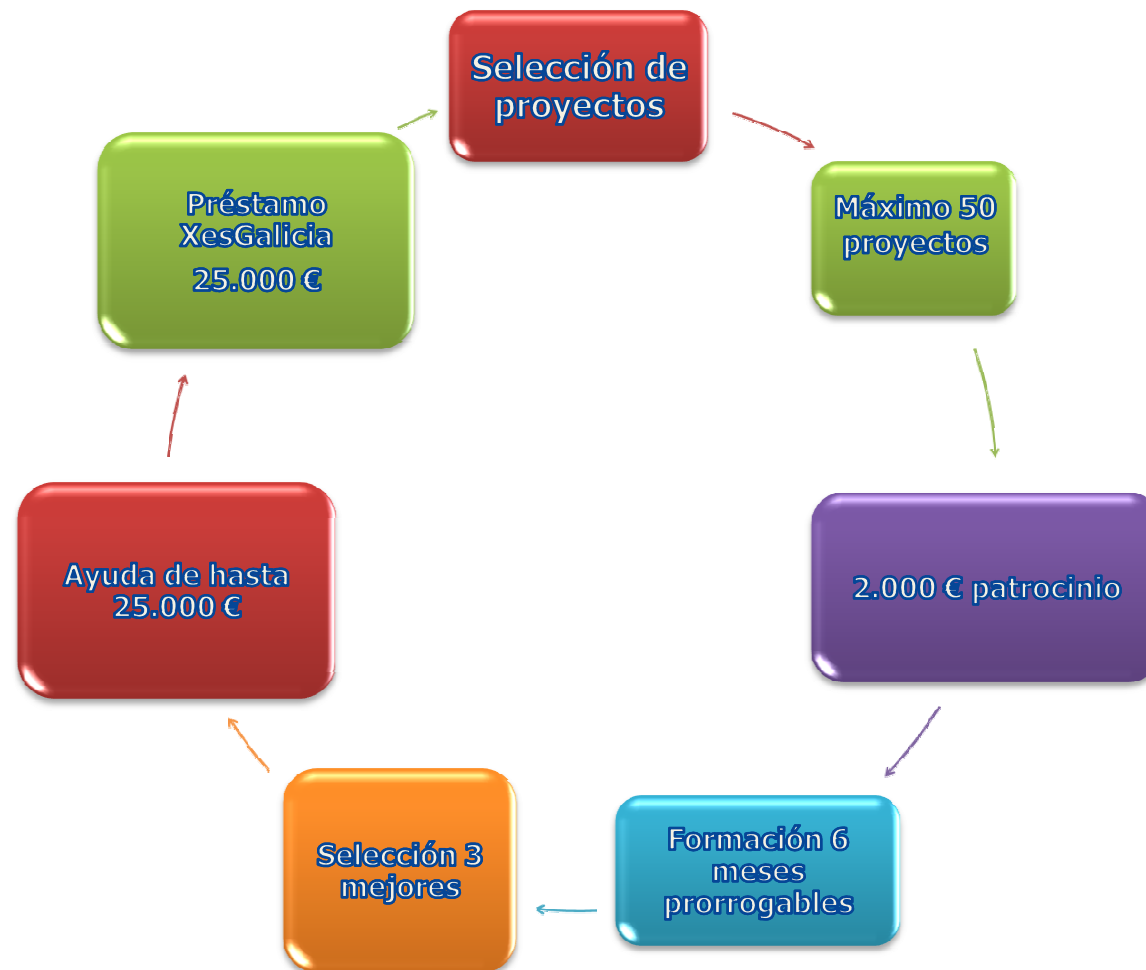 Selección de
proyectos
Máximo 50
proyectos
2.000 € patrocinio
Formación 6
meses
prorrogables
Selección 3
mejores
Ayuda de hasta
25.000 €
Préstamo
XesGalicia
25.000 €